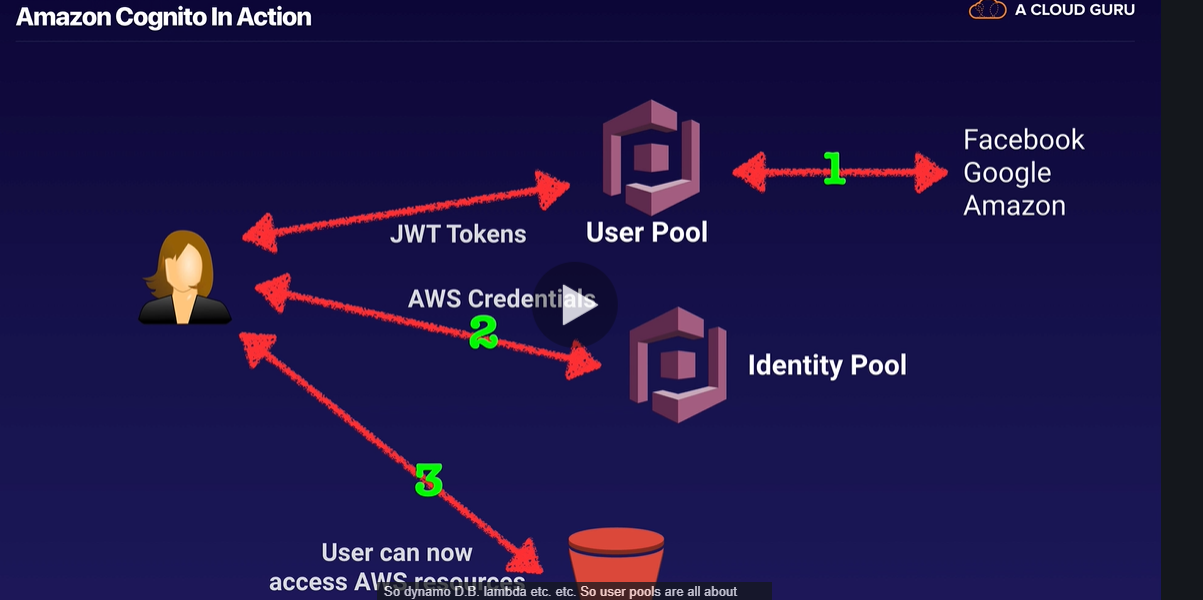 Amazon Cognito In Action
A CLOUD GURU
Facebook
Google
Amazon
1
JWT Tokens
User Pool
AWS Credentials
2
Identity Pool
3
User can now
access AWS resources
So dynamo D.B. lambda etc. etc. So user pools are all about